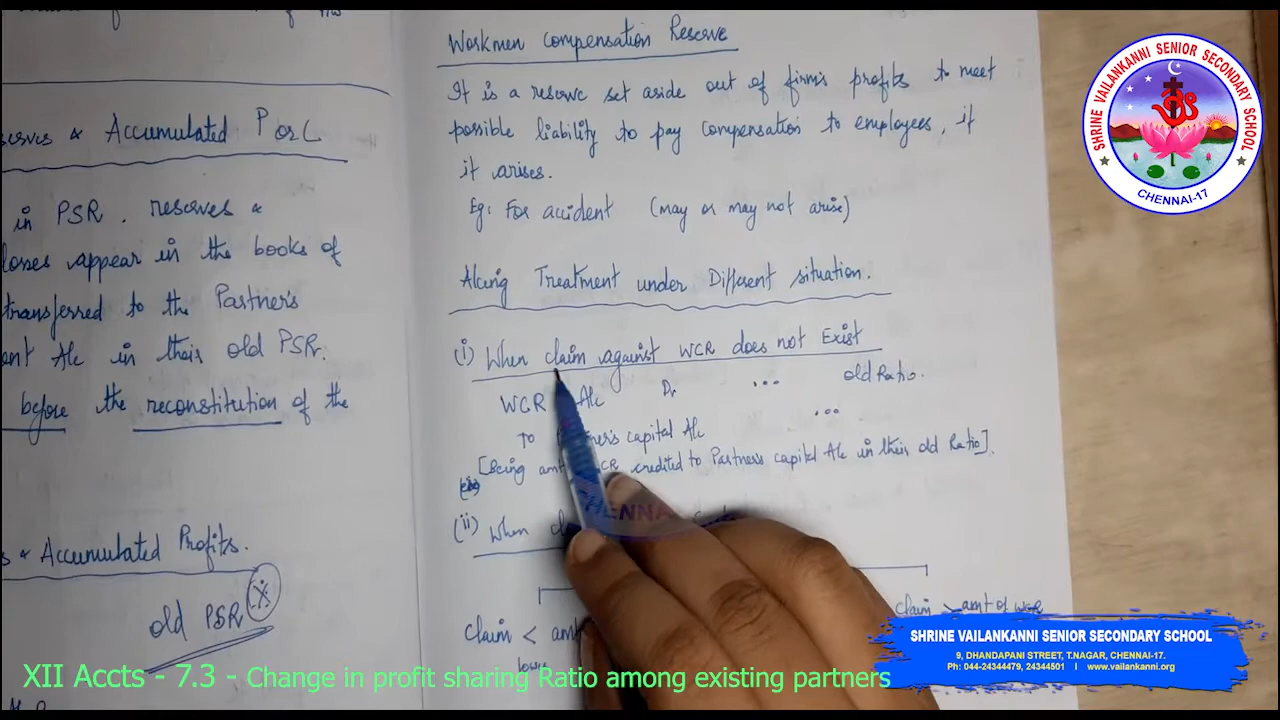 serves & Accumulated P or L
in PSR. reserves &
losses appear in the books of
transferred to the Partner's
ent A/c in their old PSR.
before the reconstitution of the
s & Accumulated Profits.
old PSR
Workmen Compensation Reserve
It is a reserve set aside out of firm's profits to meet
possible liability to pay compensation to employees, if
it arises.
Eg: For accident (may or may not arise)
A/cing Treatment under Different situation.
(i) When claim against WCR does not Exist
WCR A/c Dr ... old Ratio.
To Partner's capital A/c ...
[Being amt WCR credited to Partners capital A/c in their old Ratio].
(ii) When
claim < amt
claim > amt of WCR
SHRINE VAILANKANNI SENIOR SECONDARY SCHOOL
CHENNAI-17
SHRINE VAILANKANNI SENIOR SECONDARY SCHOOL
9, DHANDAPANI STREET, T.NAGAR, CHENNAI-17.
Ph: 044-24344479, 24344501 I www.vailankanni.org
XII Accts - 7.3 - Change in profit sharing Ratio among existing partners